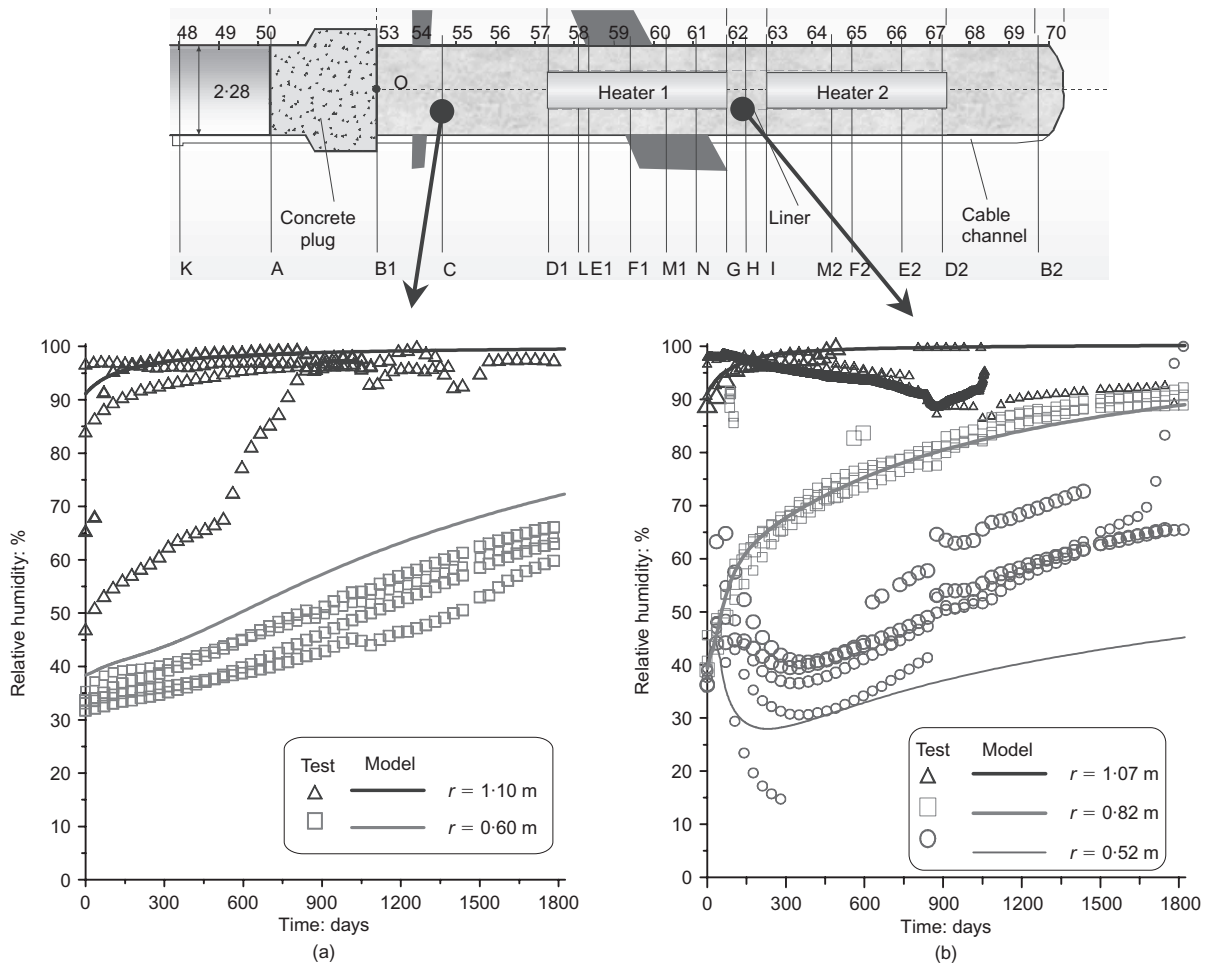 48 49 50 53 54 55 57 58 59 60 61 62 63 64 65 66 67 68 69 70
2·28
O
Heater 1
Heater 2
Concrete
plug
Liner
Cable
channel
K A B1 C D1 L E1 F1 M1 N G H I M2 F2 E2 D2 B2
100
90
80
70
60
50
40
30
20
10
0
Relative humidity: %
Test Model
r = 1·10 m
r = 0·60 m
0 300 600 900 1200 1500 1800
Time: days
(a)
100
90
80
70
60
50
40
30
20
10
0
Relative humidity: %
Test Model
r = 1·07 m
r = 0·82 m
r = 0·52 m
0 300 600 900 1200 1500 1800
Time: days
(b)